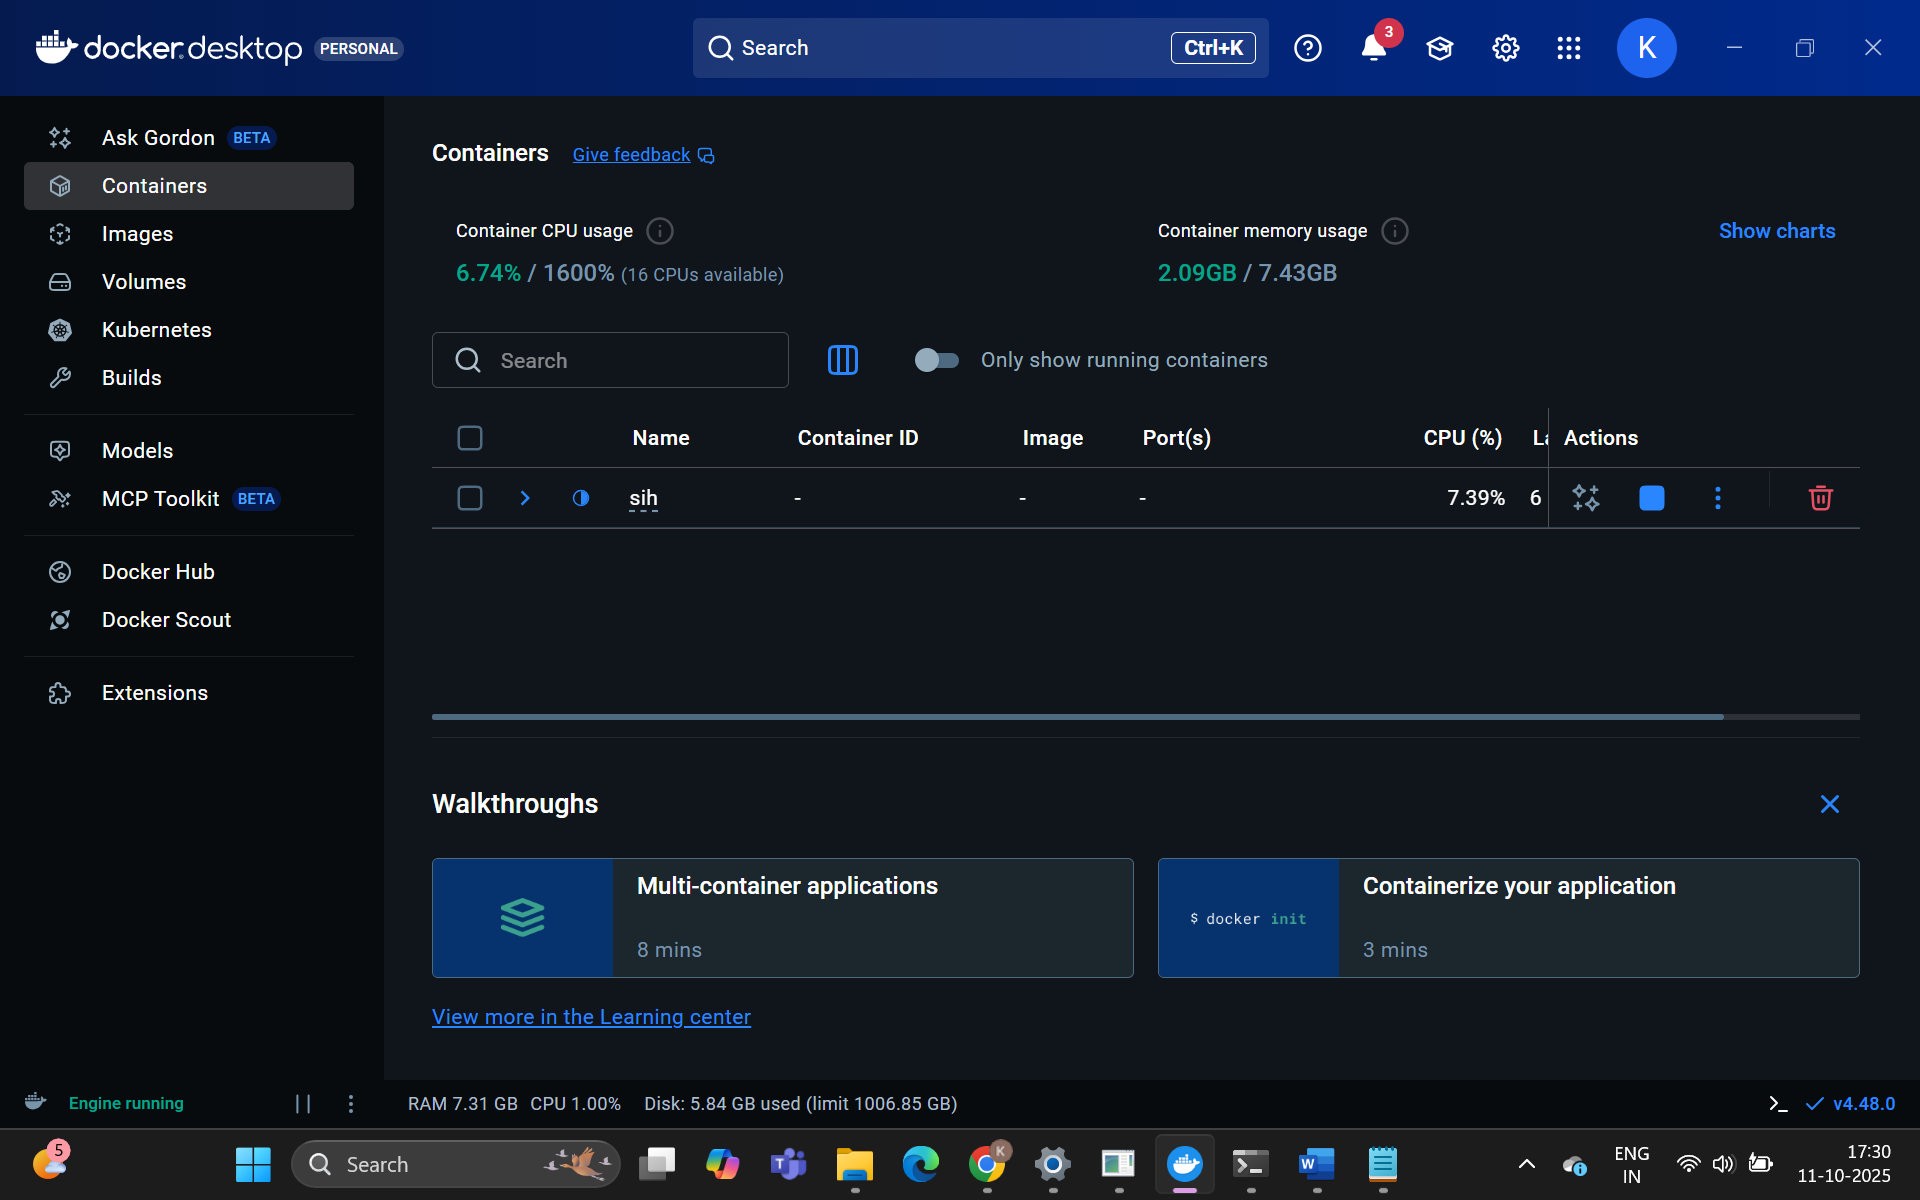 docker desktop PERSONAL
Search Ctrl+K
3
K
Ask Gordon BETA
Containers
Images
Volumes
Kubernetes
Builds
Models
MCP Toolkit BETA
Docker Hub
Docker Scout
Extensions
Containers Give feedback
Container CPU usage
6.74% / 1600% (16 CPUs available)
Container memory usage
2.09GB / 7.43GB
Show charts
Search
Only show running containers
Name Container ID Image Port(s) CPU (%) Actions
sih - - - 7.39% 6
Walkthroughs
Multi-container applications
8 mins
$ docker init
Containerize your application
3 mins
View more in the Learning center
Engine running
RAM 7.31 GB CPU 1.00% Disk: 5.84 GB used (limit 1006.85 GB)
v4.48.0
5
Search
T
K
W
ENG
IN
17:30
11-10-2025